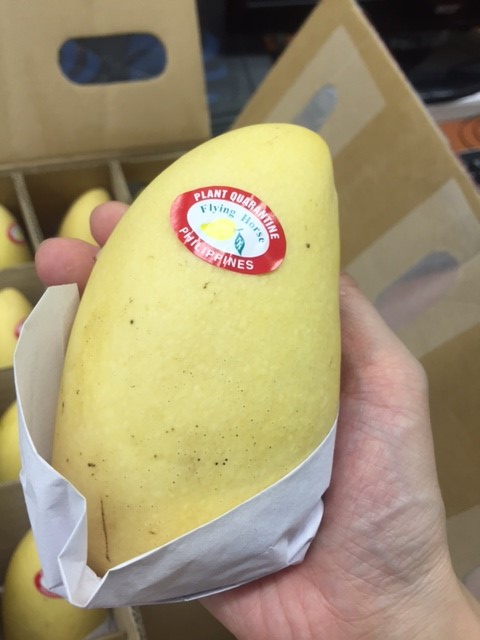 PLANT QUARANTINE
Flying Horse
PHILIPPINES